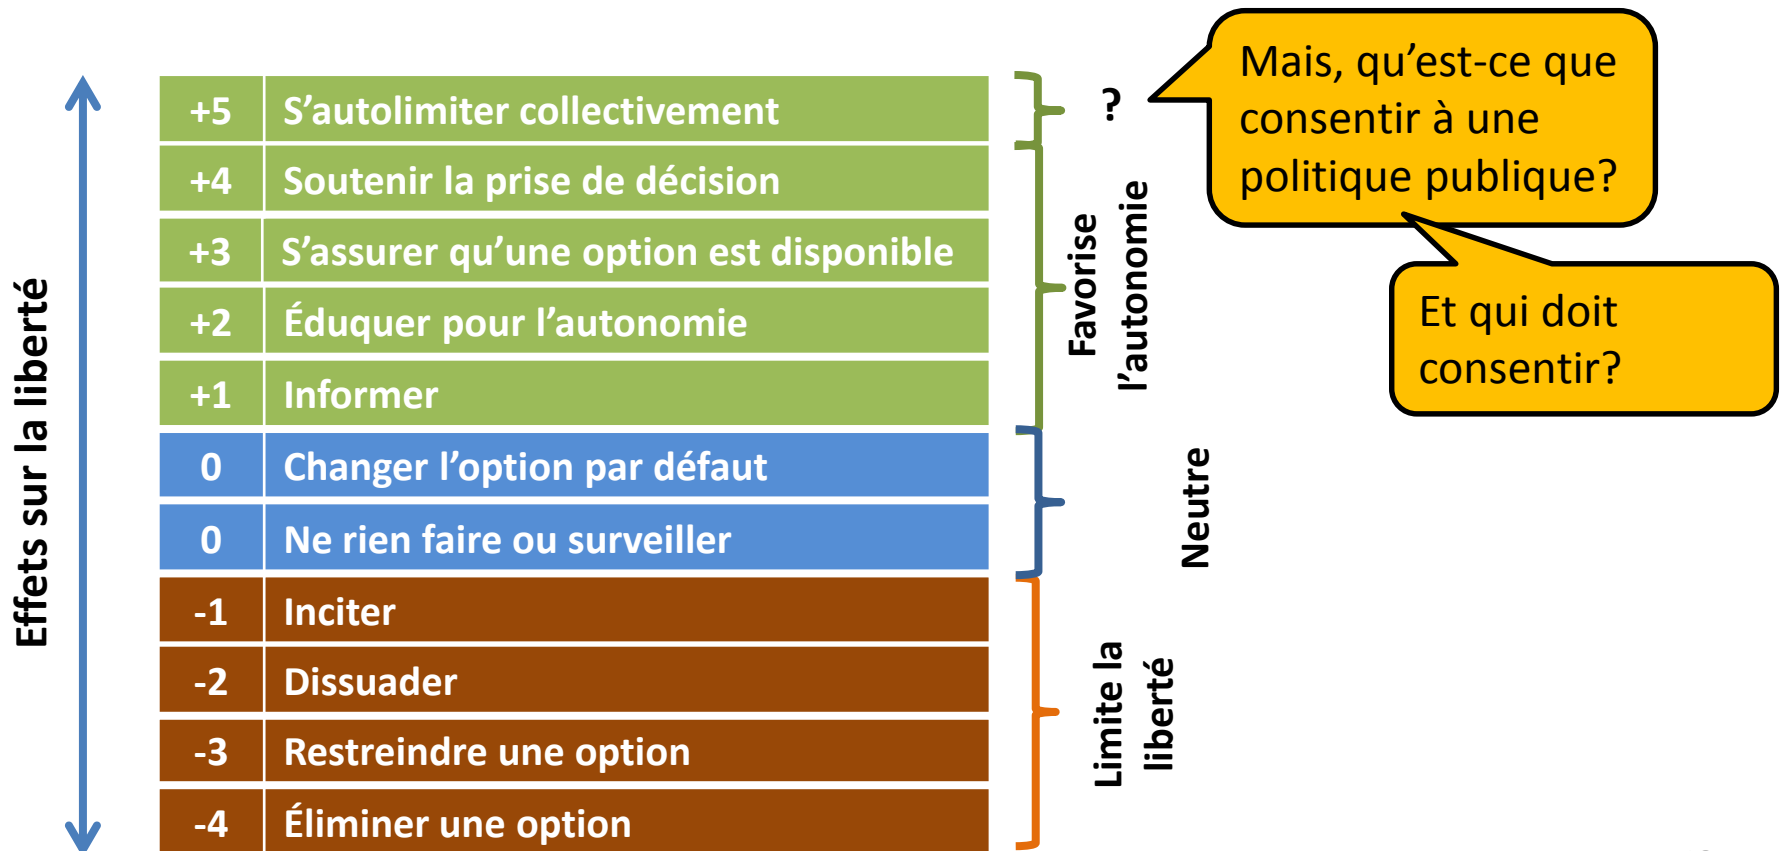 Effets sur la liberté
+5 S’autolimiter collectivement
+4 Soutenir la prise de décision
+3 S’assurer qu’une option est disponible
+2 Éduquer pour l’autonomie
+1 Informer
0 Changer l’option par défaut
0 Ne rien faire ou surveiller
-1 Inciter
-2 Dissuader
-3 Restreindre une option
-4 Éliminer une option
?
Favorise
l’autonomie
Neutre
Limite la
liberté
Mais, qu’est-ce que
consentir à une
politique publique?
Et qui doit
consentir?